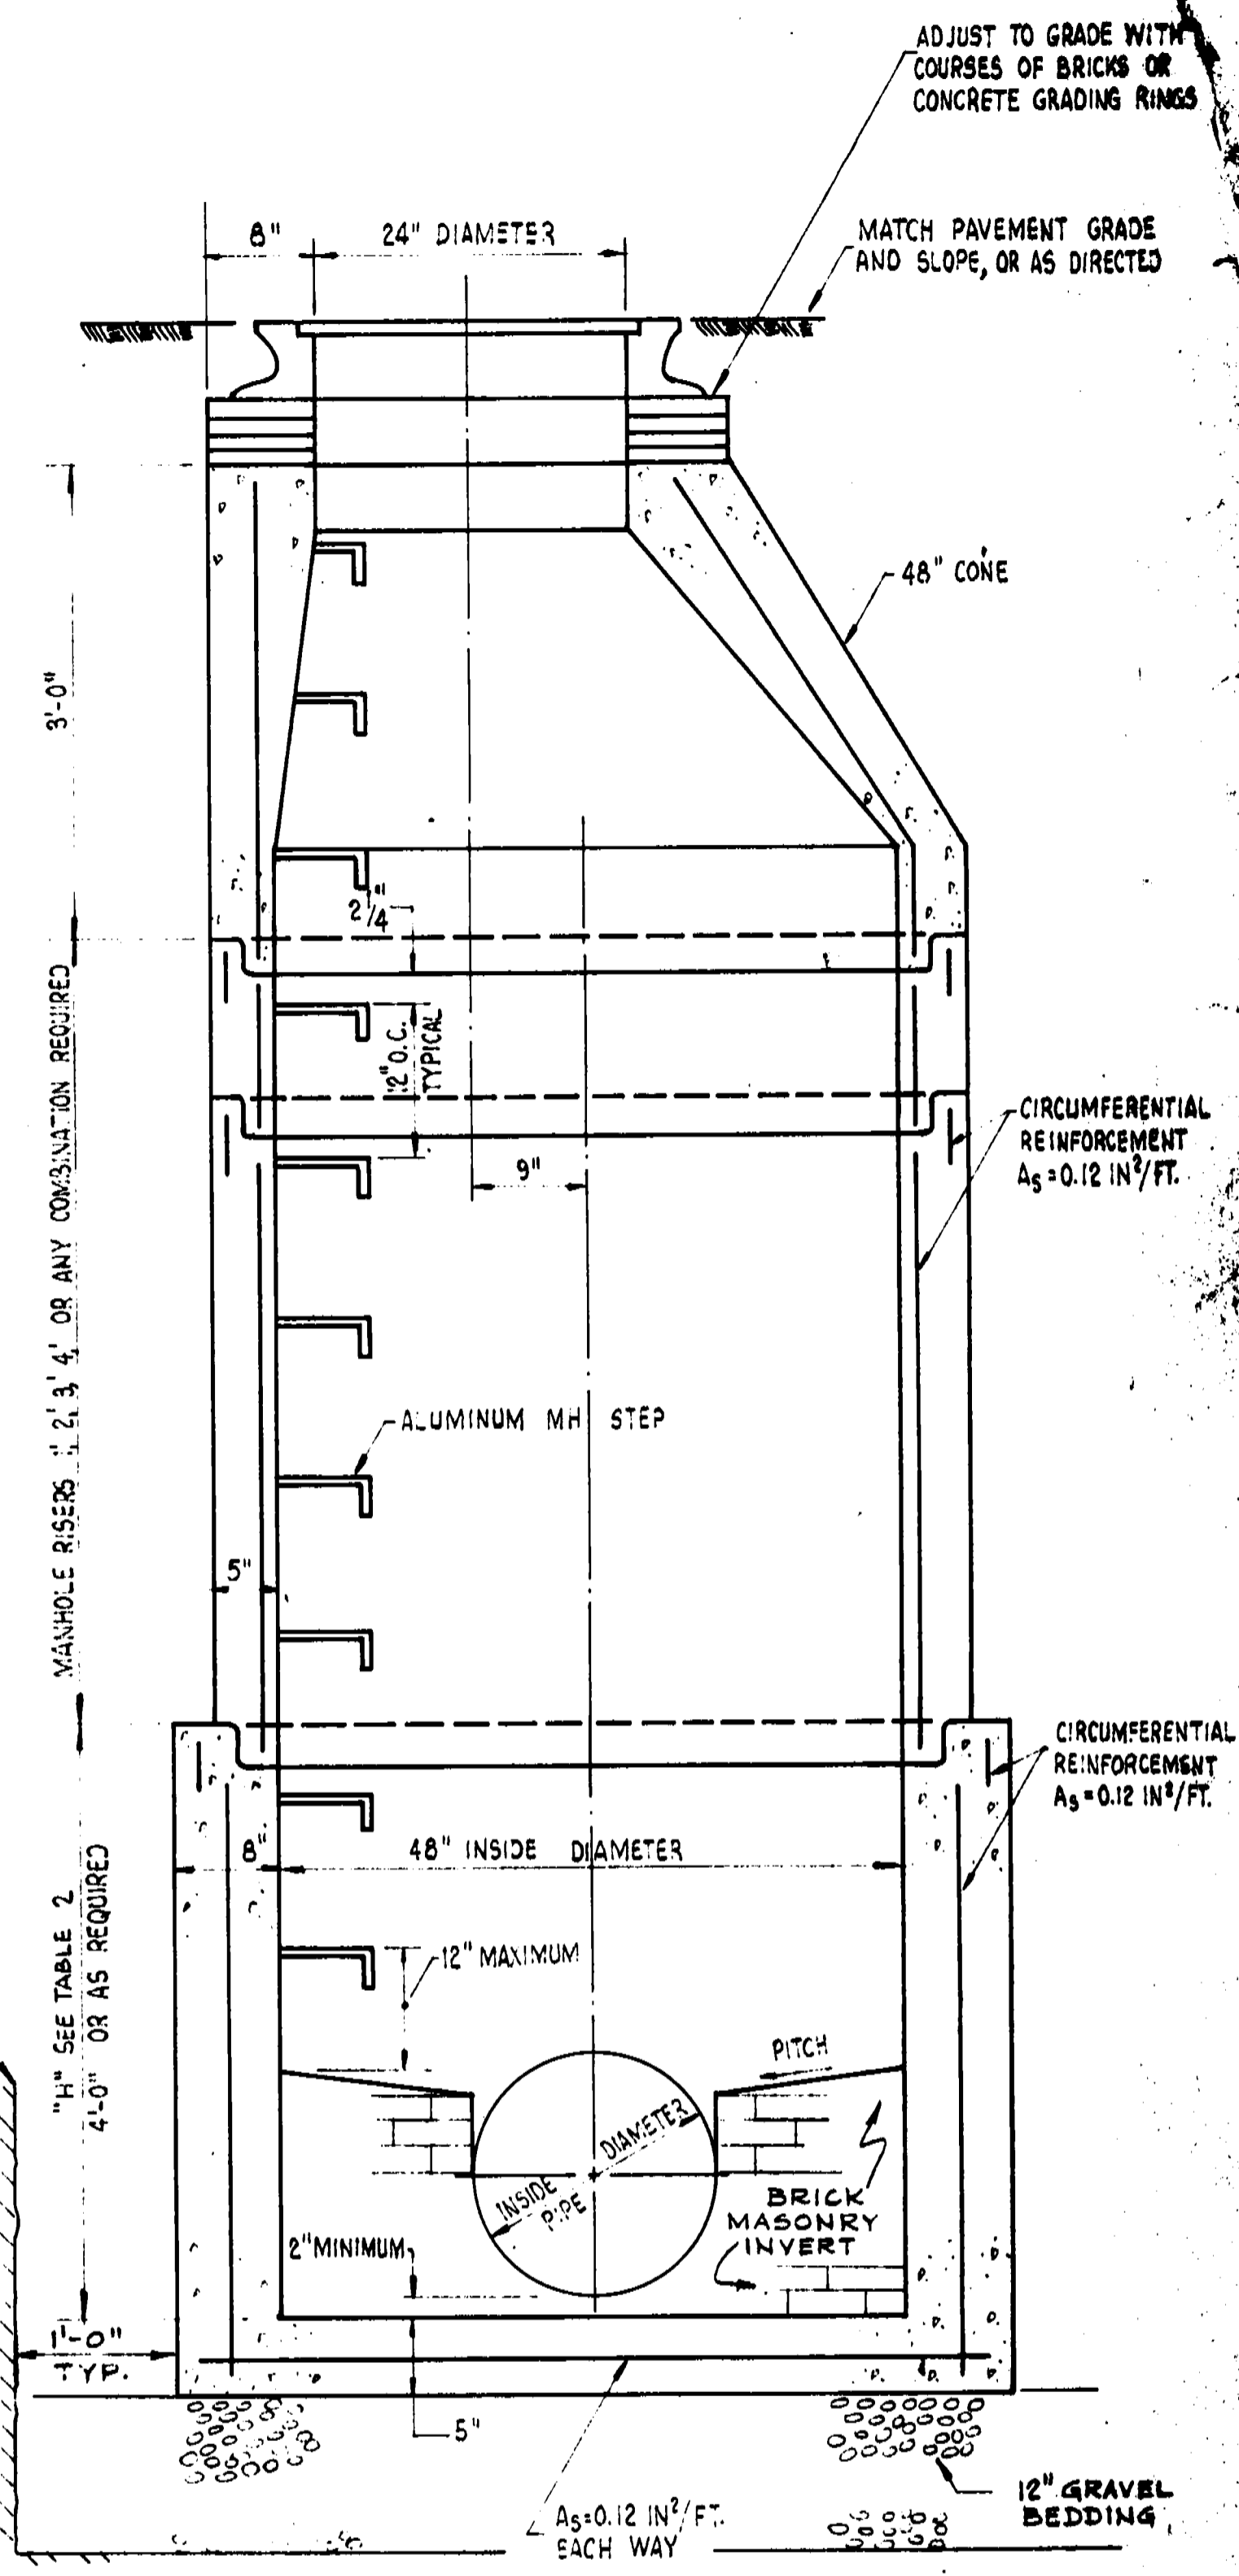 ADJUST TO GRADE WITH
COURSES OF BRICKS OR
CONCRETE GRADING RINGS
MATCH PAVEMENT GRADE
AND SLOPE, OR AS DIRECTED
8"
24" DIAMETER
48" CONE
3'-0"
2 1/4"
12" O.C.
TYPICAL
9"
CIRCUMFERENTIAL
REINFORCEMENT
As=0.12 IN²/FT.
MANHOLE RISERS 1', 2', 3', 4', OR ANY COMBINATION REQUIRED
ALUMINUM MH STEP
5"
CIRCUMFERENTIAL
REINFORCEMENT
As=0.12 IN²/FT.
8"
48" INSIDE DIAMETER
"H" SEE TABLE 2
4'-0" OR AS REQUIRED
12" MAXIMUM
PITCH
INSIDE DIAMETER
PIPE
BRICK
MASONRY
INVERT
2" MINIMUM
1'-0"
TYP.
5"
As=0.12 IN²/FT.
EACH WAY
12" GRAVEL
BEDDING